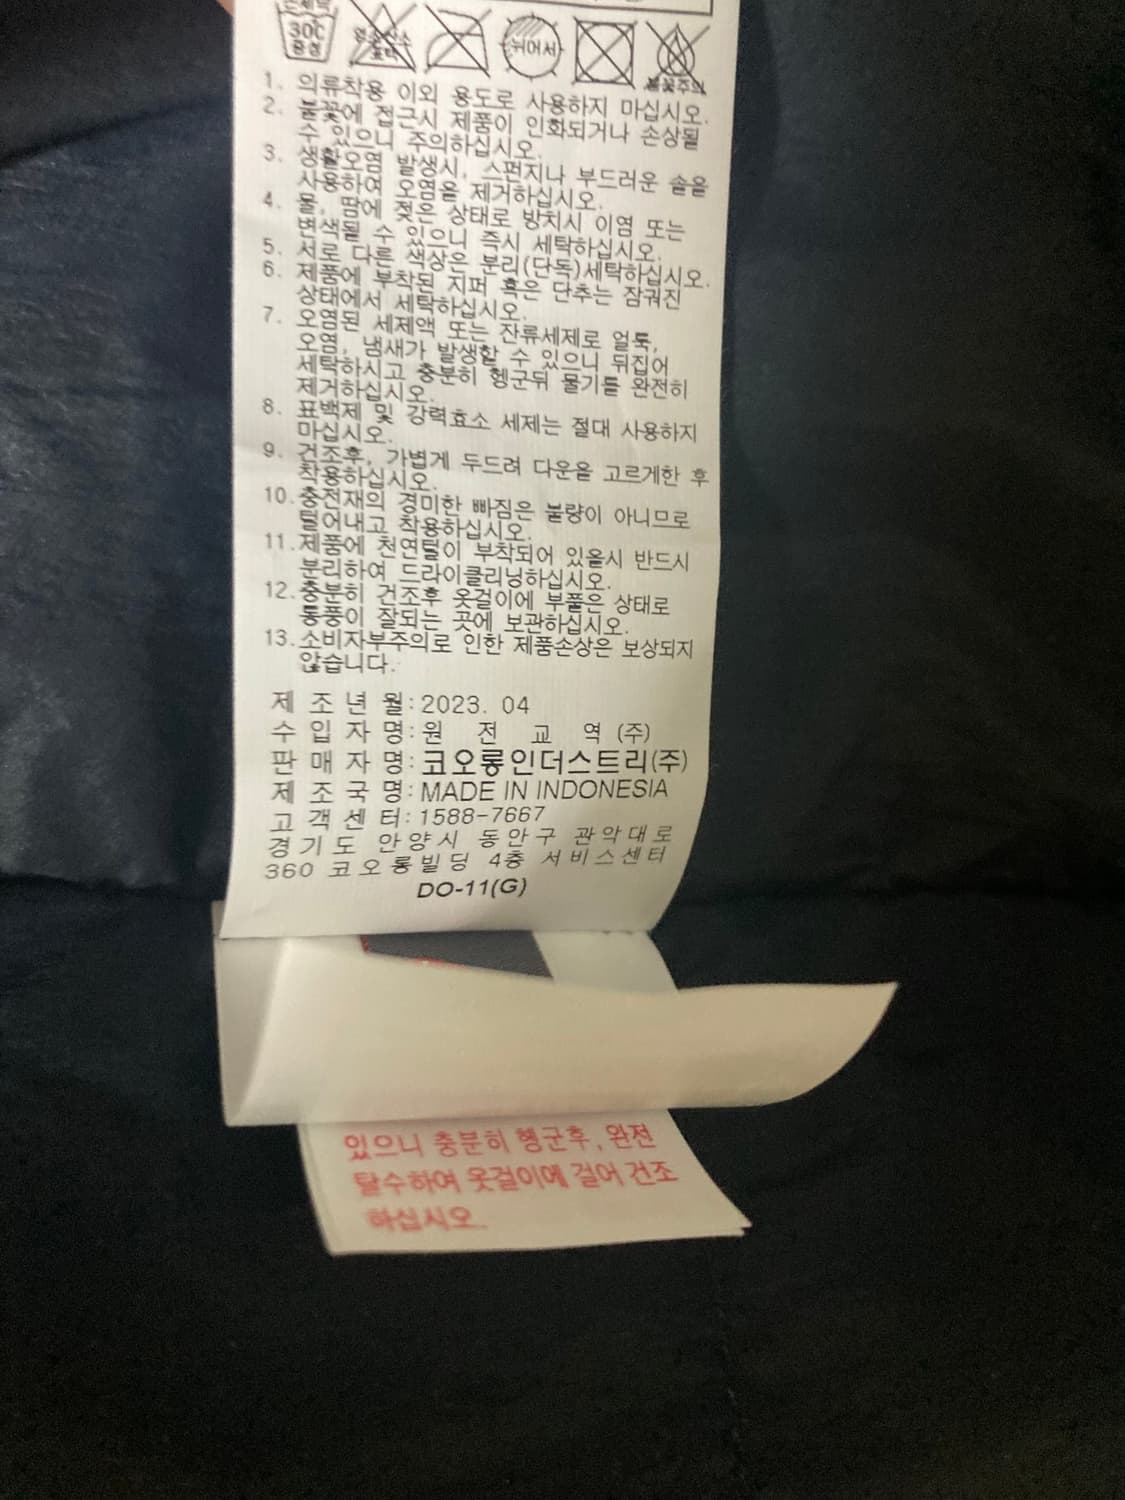 30C
중성
염소산소
표백
뉘어서
불꽃주의
1. 의류착용 이외 용도로 사용하지 마십시오.
2. 불꽃에 접근시 제품이 인화되거나 손상될
수 있으니 주의하십시오.
3. 생활오염 발생시, 스펀지나 부드러운 솔을
사용하여 오염을 제거하십시오.
4. 물, 땀에 젖은 상태로 방치시 이염 또는
변색될 수 있으니 즉시 세탁하십시오.
5. 서로 다른 색상은 분리(단독)세탁하십시오.
6. 제품에 부착된 지퍼 혹은 단추는 잠궈진
상태에서 세탁하십시오.
7. 오염된 세제액 또는 잔류세제로 얼룩,
오염, 냄새가 발생할 수 있으니 뒤집어
세탁하시고 충분히 헹군뒤 물기를 완전히
제거하십시오.
8. 표백제 및 강력효소 세제는 절대 사용하지
마십시오.
9. 건조후, 가볍게 두드려 다운을 고르게한 후
착용하십시오.
10. 충전재의 경미한 빠짐은 불량이 아니므로
털어내고 착용하십시오.
11. 제품에 천연털이 부착되어 있을시 반드시
분리하여 드라이클리닝하십시오.
12. 충분히 건조후 옷걸이에 부풀은 상태로
통풍이 잘되는 곳에 보관하십시오.
13. 소비자부주의로 인한 제품손상은 보상되지
않습니다.
제 조 년 월: 2023. 04
수 입 자 명: 원 전 교 역 (주)
판 매 자 명: 코오롱인더스트리(주)
제 조 국 명: MADE IN INDONESIA
고 객 센 터: 1588-7667
경기도 안양시 동안구 관악대로
360 코오롱빌딩 4층 서비스센터
DO-11(G)
있으니 충분히 헹군후, 완전
탈수하여 옷걸이에 걸어 건조
하십시오.